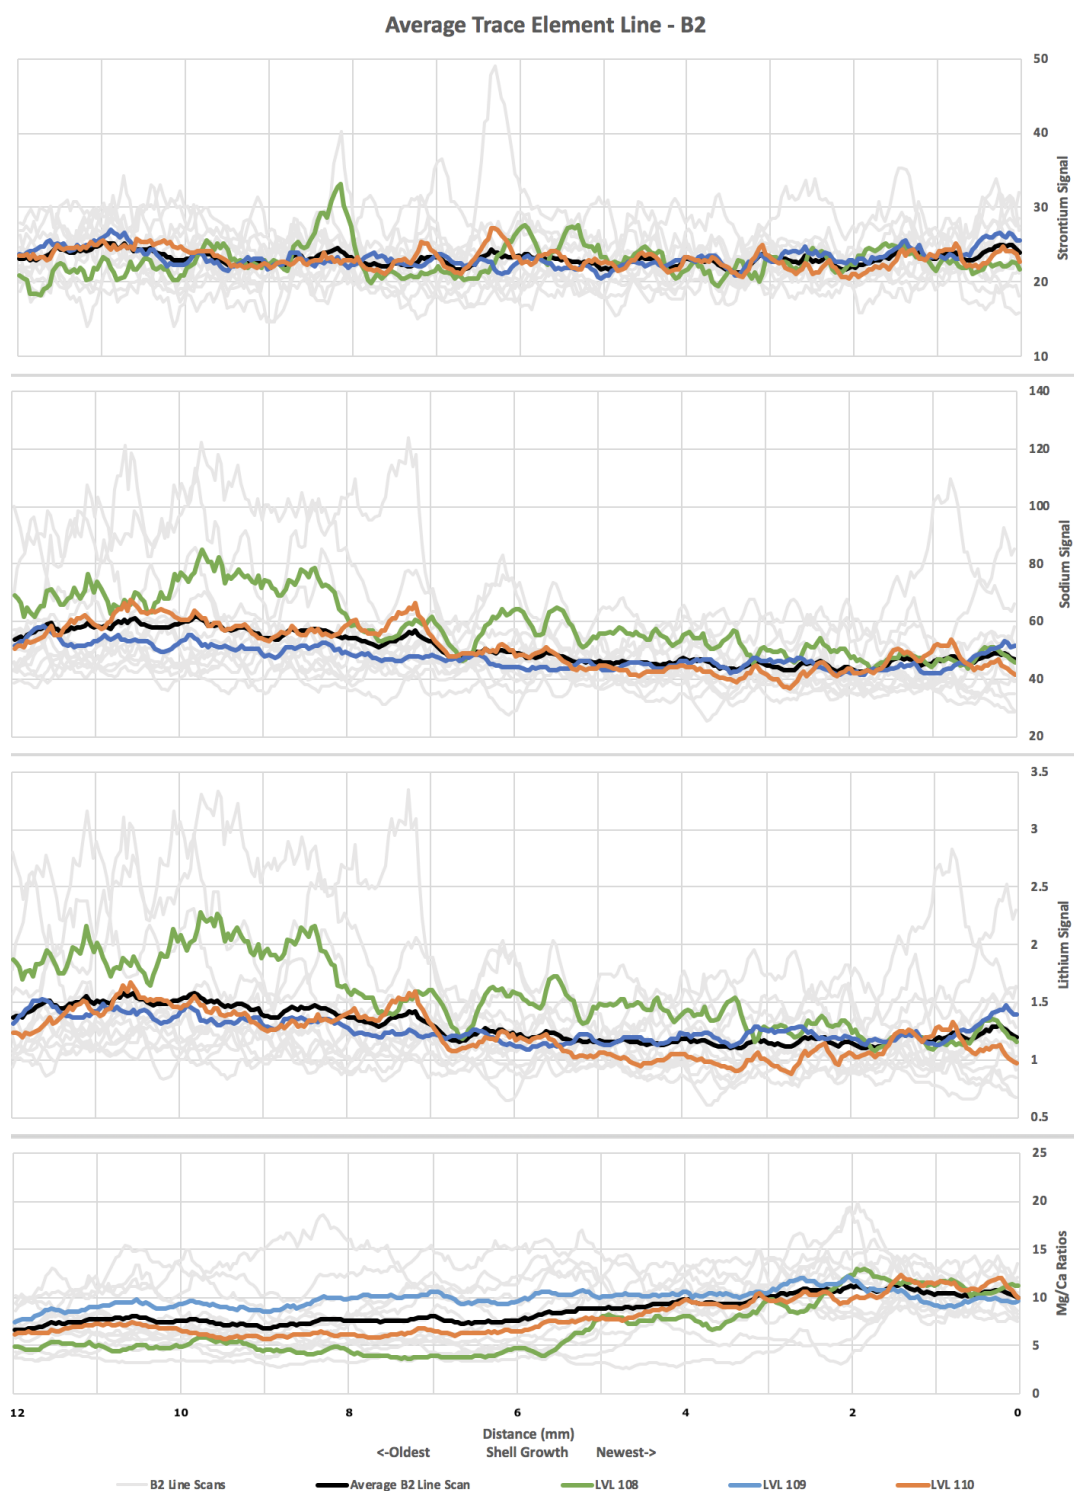 Average Trace Element Line - B2
50
40
30
20
10
Strontium Signal
140
120
100
80
60
40
20
Sodium Signal
3.5
3
2.5
2
1.5
1
0.5
Lithium Signal
25
20
15
10
5
0
Mg/Ca Ratios
12 10 8 6 4 2 0
Distance (mm)
<-Oldest Shell Growth Newest->
B2 Line Scans Average B2 Line Scan LVL 108 LVL 109 LVL 110